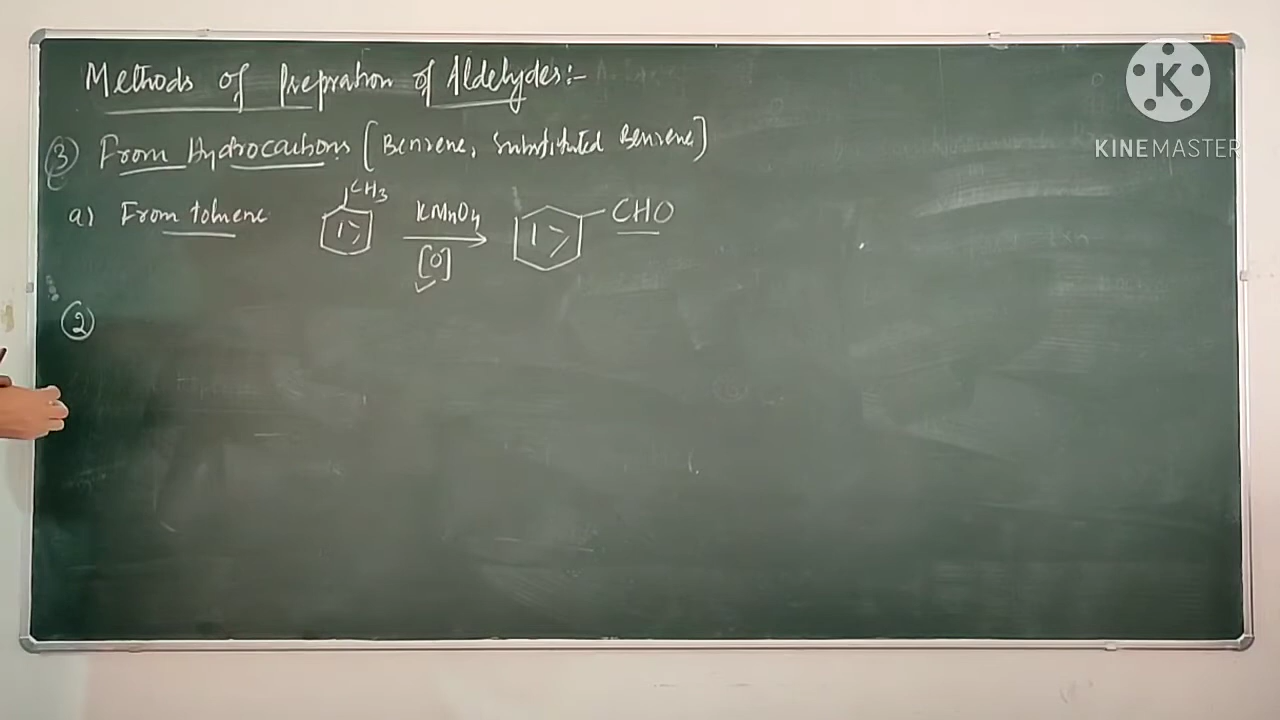 Methods of Prepration of Aldehydes:-
③ From Hydrocarbons [Benzene, Substituted Benzene]
a) From toluene CH3 KMnO4 [O] CHO
②
K
KINEMASTER